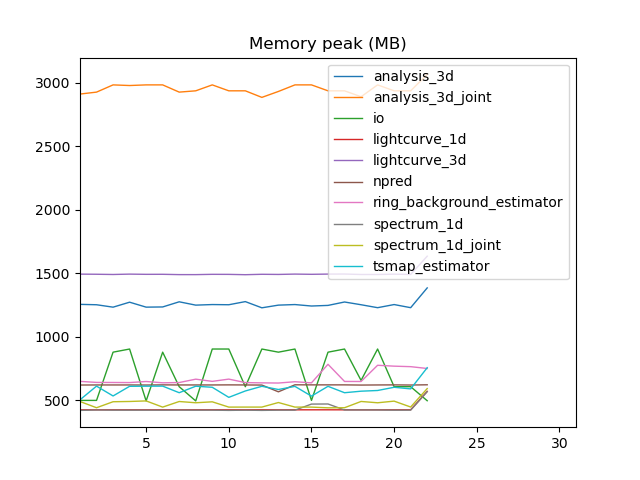 Memory peak (MB)
3000
2500
2000
1500
1000
500
analysis_3d
analysis_3d_joint
io
lightcurve_1d
lightcurve_3d
npred
ring_background_estimator
spectrum_1d
spectrum_1d_joint
tsmap_estimator
5 10 15 20 25 30